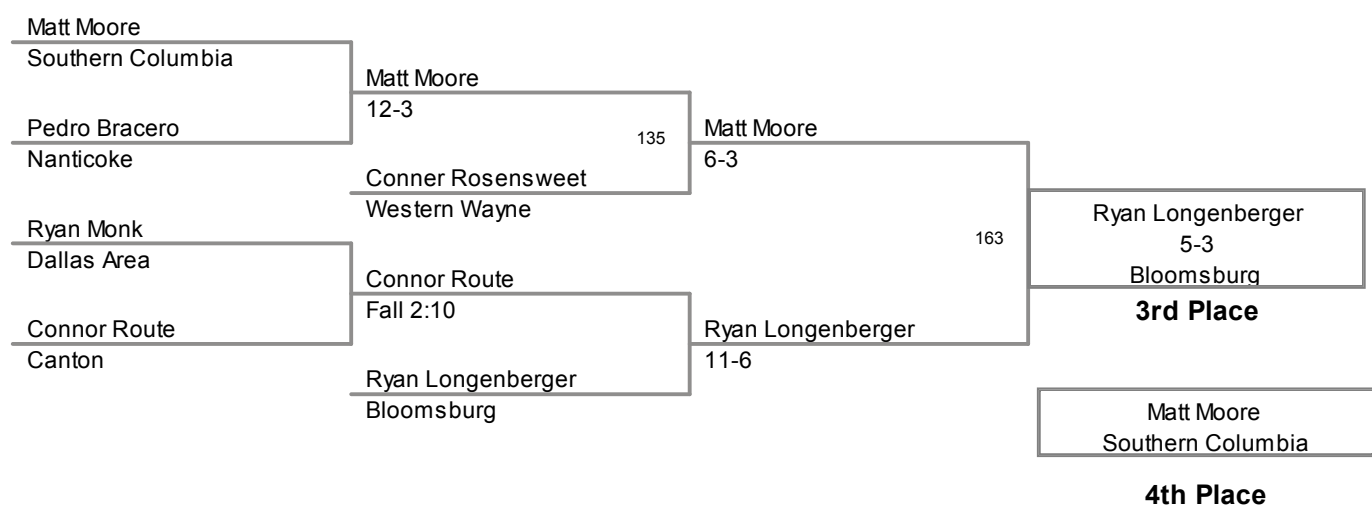 Matt Moore
Southern Columbia
Pedro Bracero
Nanticoke
Ryan Monk
Dallas Area
Connor Route
Canton
Matt Moore
12-3
135
Conner Rosensweet
Western Wayne
Connor Route
Fall 2:10
Ryan Longenberger
Bloomsburg
Matt Moore
6-3
163
Ryan Longenberger
11-6
Ryan Longenberger
5-3
Bloomsburg
3rd Place
Matt Moore
Southern Columbia
4th Place